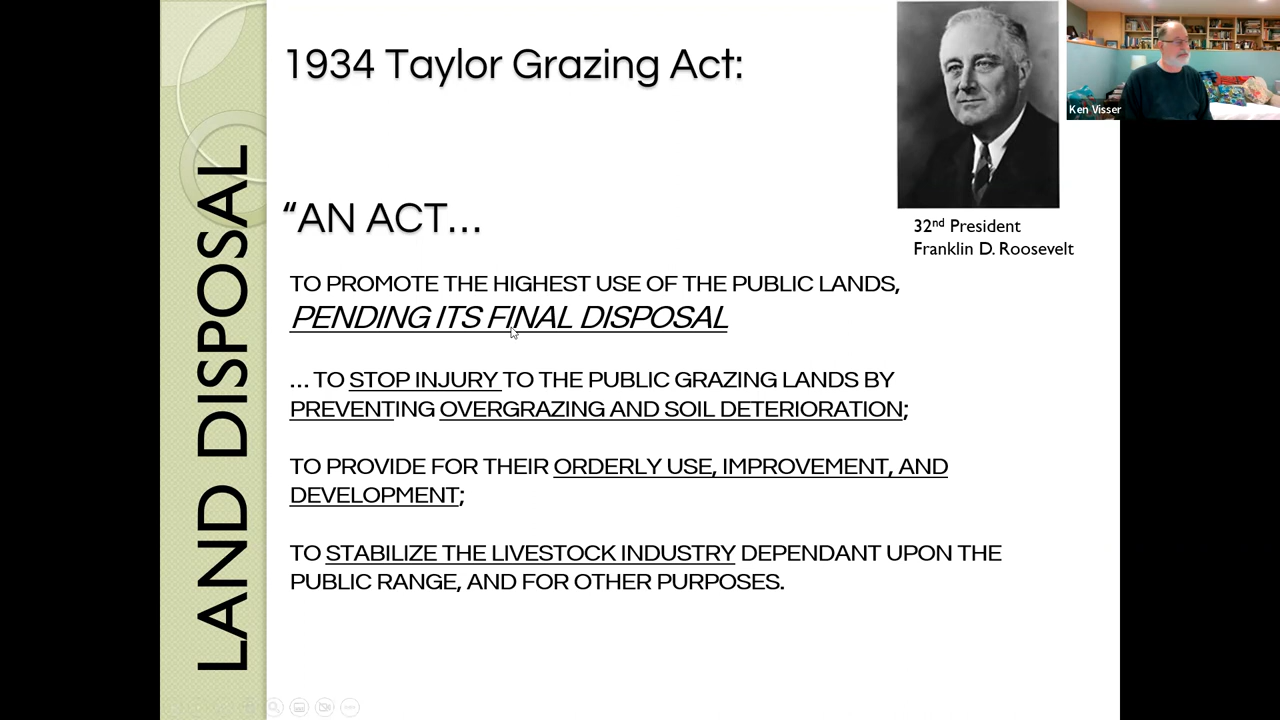 LAND DISPOSAL
1934 Taylor Grazing Act:
“AN ACT...
TO PROMOTE THE HIGHEST USE OF THE PUBLIC LANDS,
PENDING ITS FINAL DISPOSAL
... TO STOP INJURY TO THE PUBLIC GRAZING LANDS BY
PREVENTING OVERGRAZING AND SOIL DETERIORATION;
TO PROVIDE FOR THEIR ORDERLY USE, IMPROVEMENT, AND
DEVELOPMENT;
TO STABILIZE THE LIVESTOCK INDUSTRY DEPENDANT UPON THE
PUBLIC RANGE, AND FOR OTHER PURPOSES.
32nd President
Franklin D. Roosevelt
Ken Visser